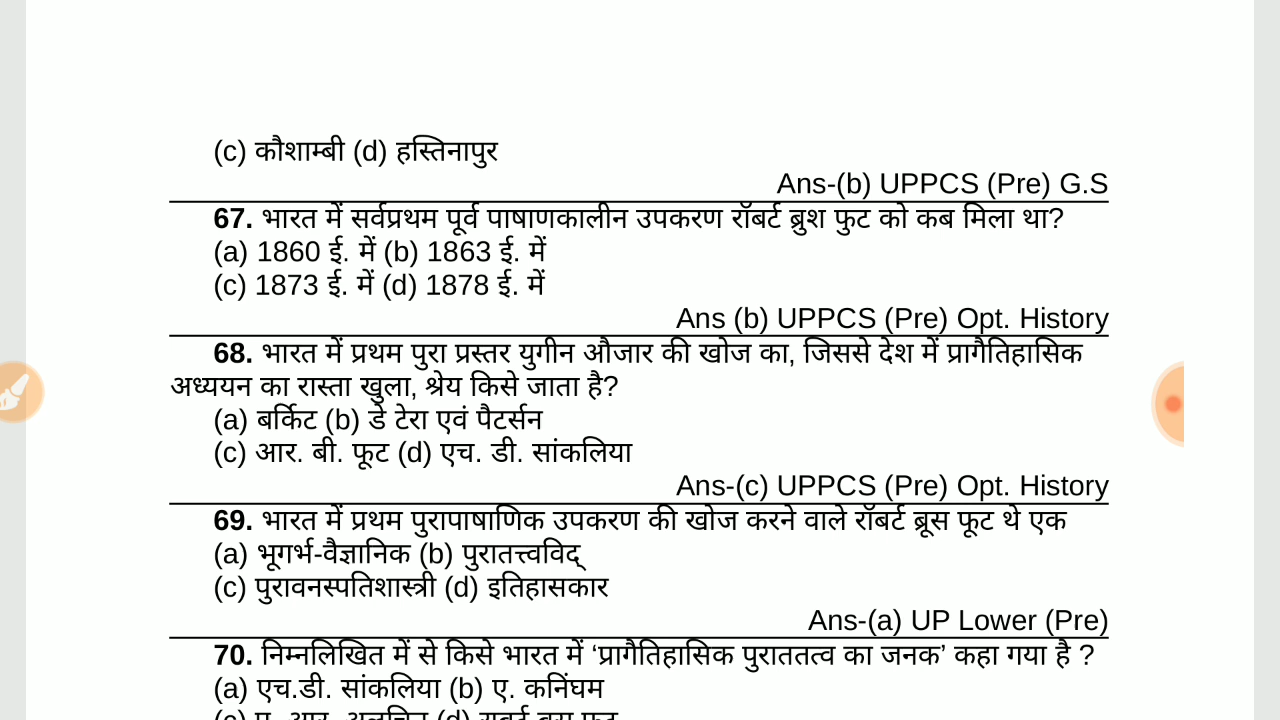 (c) कौशाम्बी (d) हस्तिनापुर
Ans-(b) UPPCS (Pre) G.S
67. भारत में सर्वप्रथम पूर्व पाषाणकालीन उपकरण रॉबर्ट ब्रुश फुट को कब मिला था?
(a) 1860 ई. में (b) 1863 ई. में
(c) 1873 ई. में (d) 1878 ई. में
Ans (b) UPPCS (Pre) Opt. History
68. भारत में प्रथम पुरा प्रस्तर युगीन औजार की खोज का, जिससे देश में प्रागैतिहासिक
अध्ययन का रास्ता खुला, श्रेय किसे जाता है?
(a) बर्किट (b) डे टेरा एवं पैटर्सन
(c) आर. बी. फूट (d) एच. डी. सांकलिया
Ans-(c) UPPCS (Pre) Opt. History
69. भारत में प्रथम पुरापाषाणिक उपकरण की खोज करने वाले रॉबर्ट ब्रूस फूट थे एक
(a) भूगर्भ-वैज्ञानिक (b) पुरातत्त्वविद्
(c) पुरावनस्पतिशास्त्री (d) इतिहासकार
Ans-(a) UP Lower (Pre)
70. निम्नलिखित में से किसे भारत में ‘प्रागैतिहासिक पुराततत्व का जनक’ कहा गया है ?
(a) एच.डी. सांकलिया (b) ए. कनिंघम